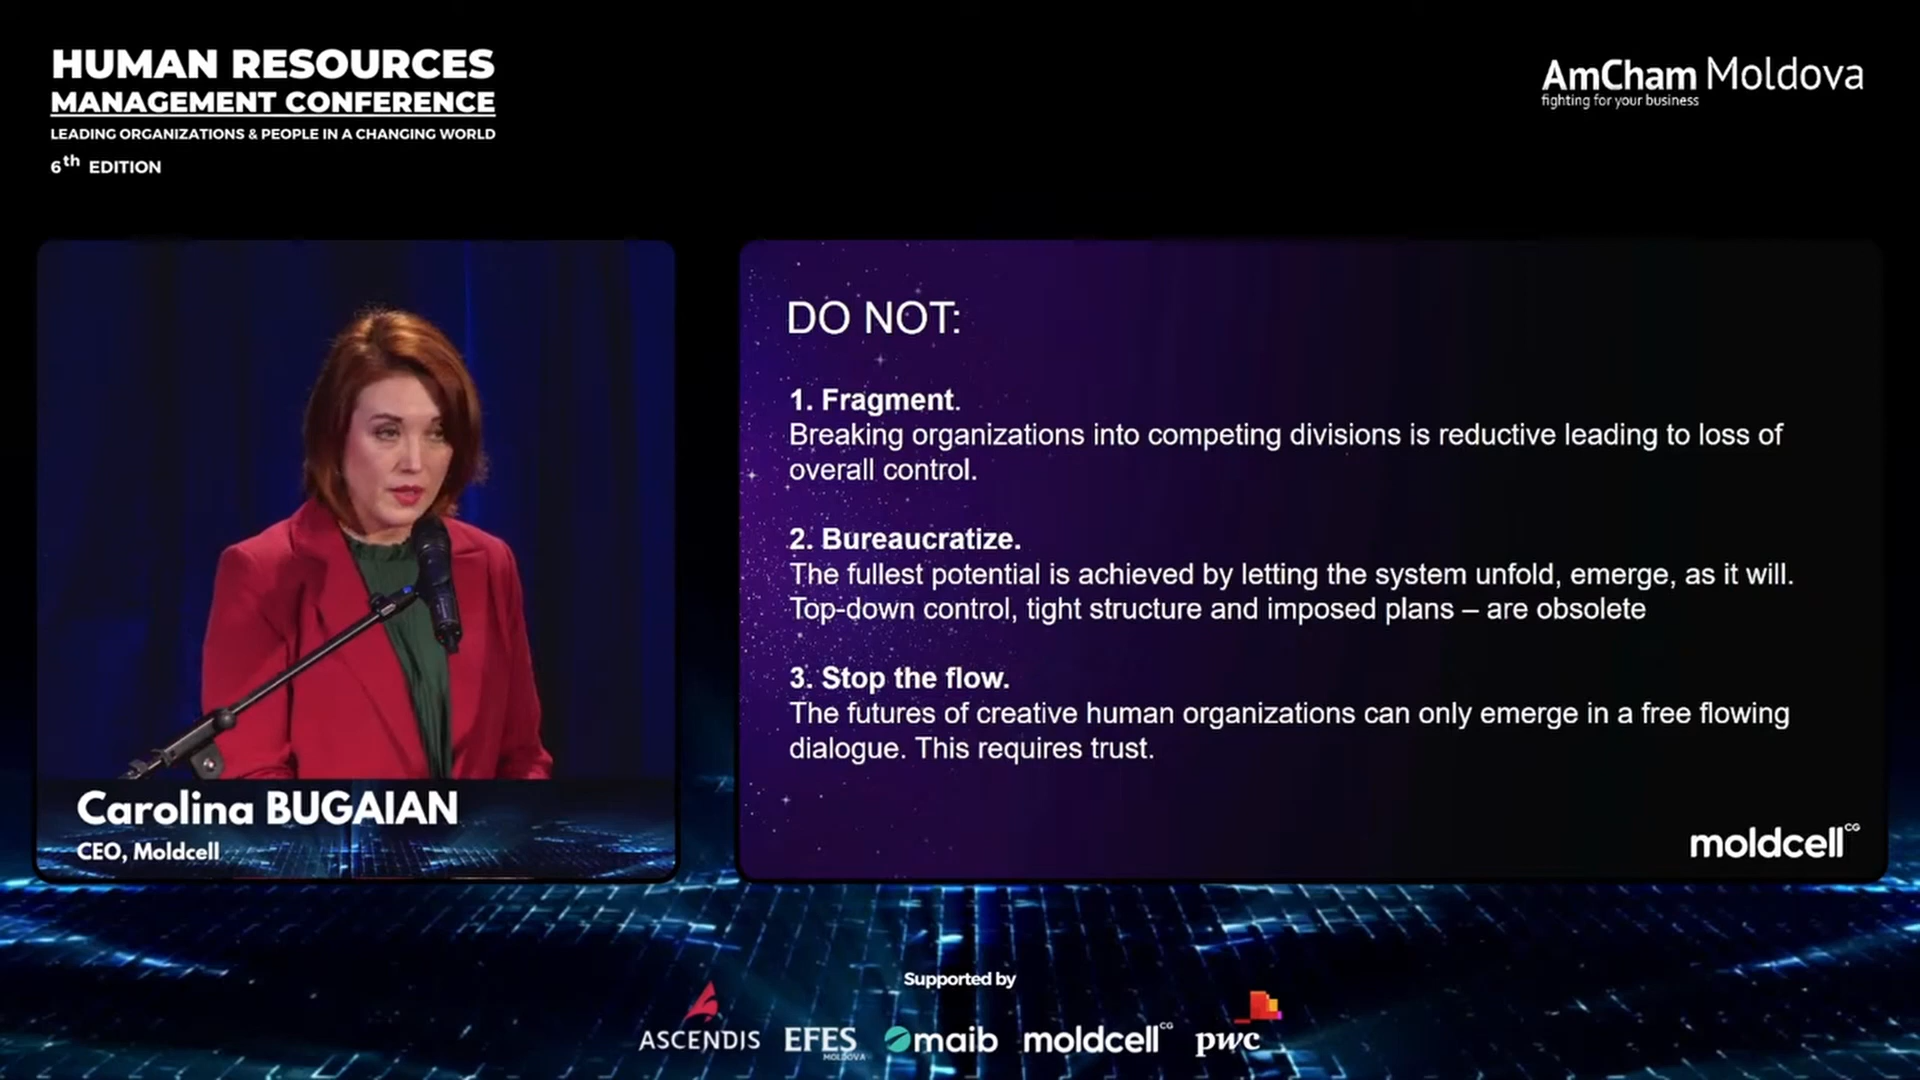 HUMAN RESOURCES
MANAGEMENT CONFERENCE
LEADING ORGANIZATIONS & PEOPLE IN A CHANGING WORLD
6th EDITION
AmCham Moldova
fighting for your business
DO NOT:
1. Fragment.
Breaking organizations into competing divisions is reductive leading to loss of
overall control.
2. Bureaucratize.
The fullest potential is achieved by letting the system unfold, emerge, as it will.
Top-down control, tight structure and imposed plans – are obsolete
3. Stop the flow.
The futures of creative human organizations can only emerge in a free flowing
dialogue. This requires trust.
moldcell CG
Carolina BUGAIAN
CEO, Moldcell
Supported by
ASCENDIS EFES MOLDOVA maib moldcell CG pwc